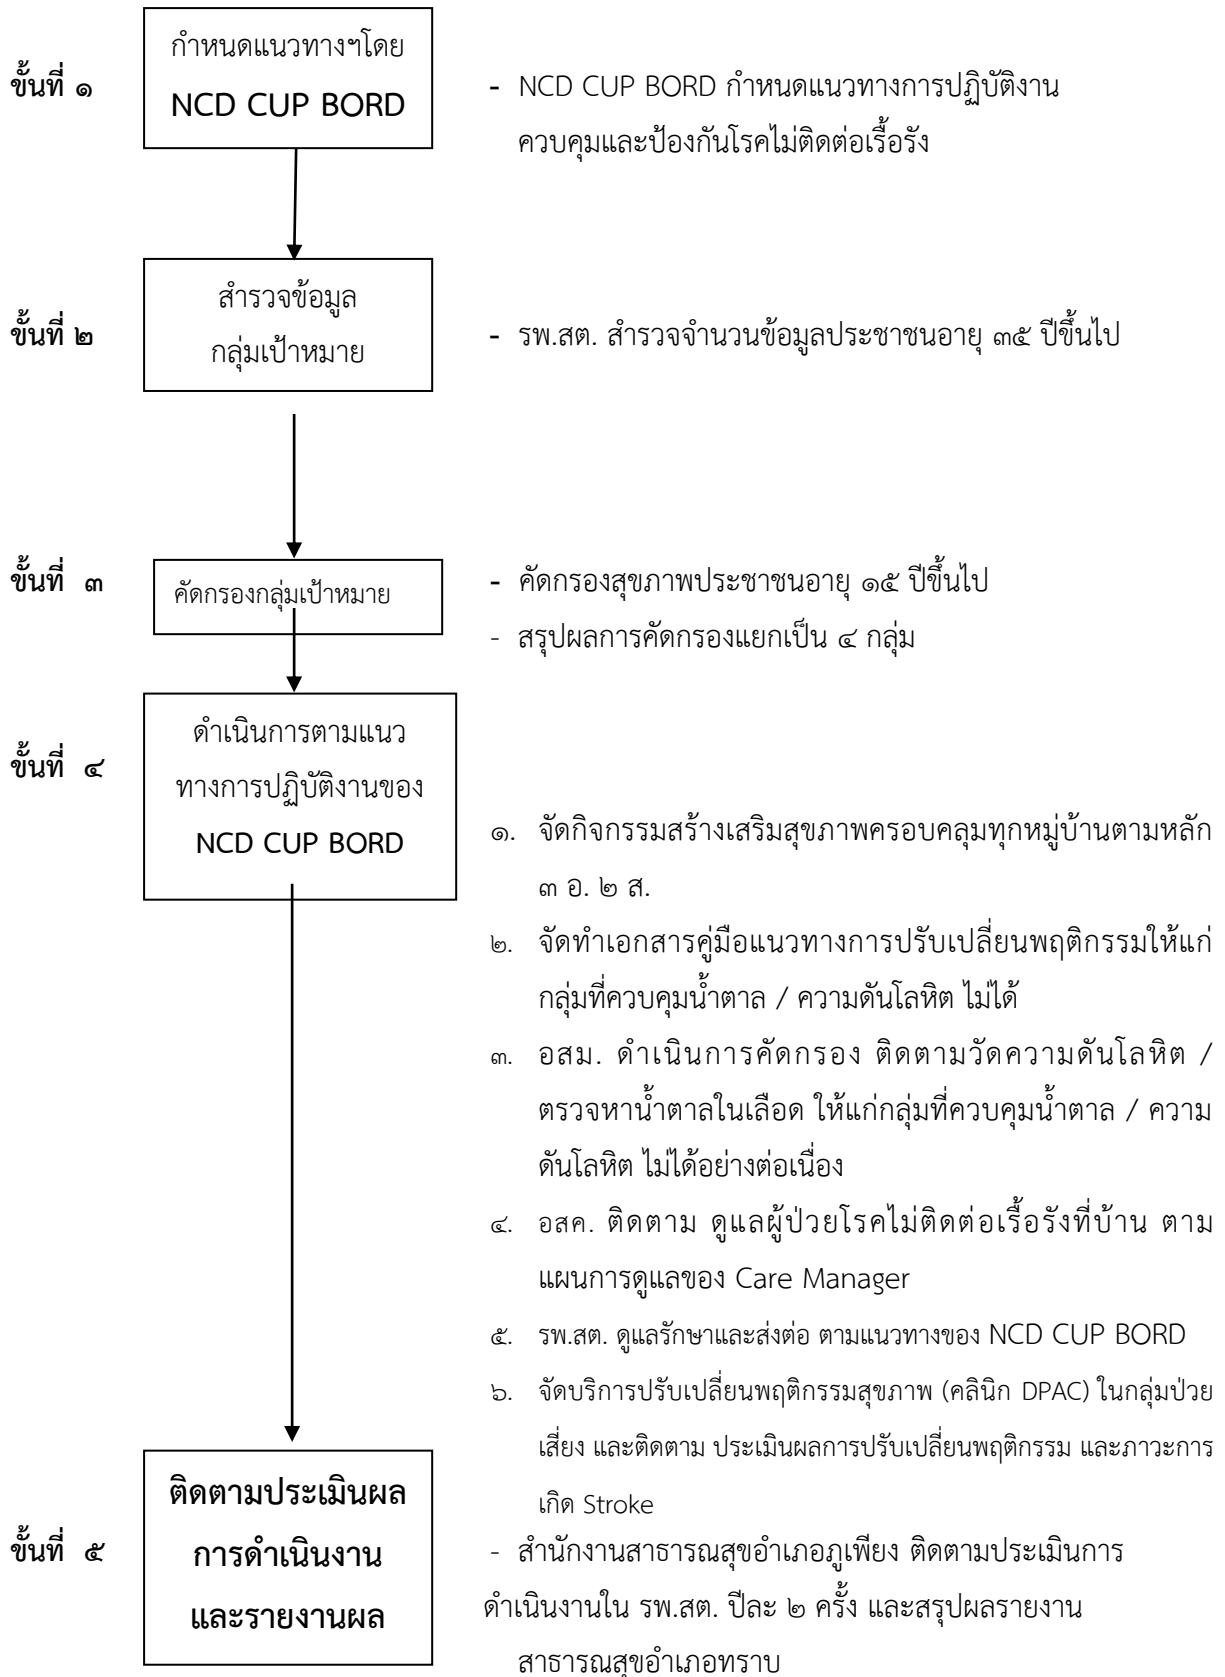 กำหนดแนวทางฯโดย
ขั้นที่ ๑
NCD CUP BORD
- NCD CUP BORD กำหนดแนวทางการปฏิบัติงาน
ควบคุมและป้องกันโรคไม่ติดต่อเรื้อรัง
สำรวจข้อมูล
ขั้นที่ ๒
กลุ่มเป้าหมาย
- รพ.สต. สำรวจจำนวนข้อมูลประชาชนอายุ ๓๕ ปีขึ้นไป
ขั้นที่ ๓
คัดกรองกลุ่มเป้าหมาย
- คัดกรองสุขภาพประชาชนอายุ ๑๕ ปีขึ้นไป
- สรุปผลการคัดกรองแยกเป็น ๔ กลุ่ม
ขั้นที่ ๔
ดำเนินการตามแนว
ทางการปฏิบัติงานของ
NCD CUP BORD
๑. จัดกิจกรรมสร้างเสริมสุขภาพครอบคลุมทุกหมู่บ้านตามหลัก
๓ อ. ๒ ส.
๒. จัดทำเอกสารคู่มือแนวทางการปรับเปลี่ยนพฤติกรรมให้แก่
กลุ่มที่ควบคุมน้ำตาล / ความดันโลหิต ไม่ได้
๓. อสม. ดำเนินการคัดกรอง ติดตามวัดความดันโลหิต /
ตรวจหาน้ำตาลในเลือด ให้แก่กลุ่มที่ควบคุมน้ำตาล / ความ
ดันโลหิต ไม่ได้อย่างต่อเนื่อง
๔. อสค. ติดตาม ดูแลผู้ป่วยโรคไม่ติดต่อเรื้อรังที่บ้าน ตาม
แผนการดูแลของ Care Manager
๕. รพ.สต. ดูแลรักษาและส่งต่อ ตามแนวทางของ NCD CUP BORD
๖. จัดบริการปรับเปลี่ยนพฤติกรรมสุขภาพ (คลินิก DPAC) ในกลุ่มป่วย
เสี่ยง และติดตาม ประเมินผลการปรับเปลี่ยนพฤติกรรม และภาวะการ
เกิด Stroke
ขั้นที่ ๕
ติดตามประเมินผล
การดำเนินงาน
และรายงานผล
- สำนักงานสาธารณสุขอำเภอภูเพียง ติดตามประเมินการ
ดำเนินงานใน รพ.สต. ปีละ ๒ ครั้ง และสรุปผลรายงาน
สาธารณสุขอำเภอทราบ